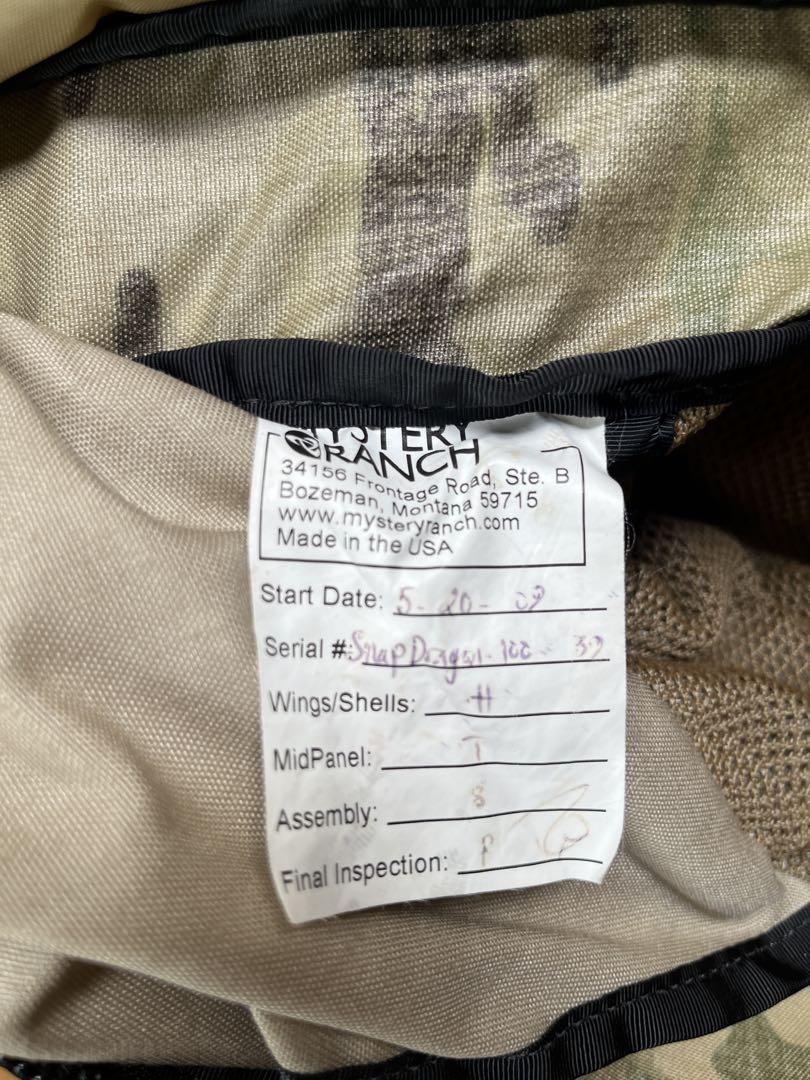 MYSTERY
RANCH
34156 Frontage Road, Ste. B
Bozeman, Montana 59715
www.mysteryranch.com
Made in the USA
Start Date: 5-20-09
Serial #: SnapDragon-100
Wings/Shells: H
MidPanel: T
Assembly: 8
Final Inspection: P